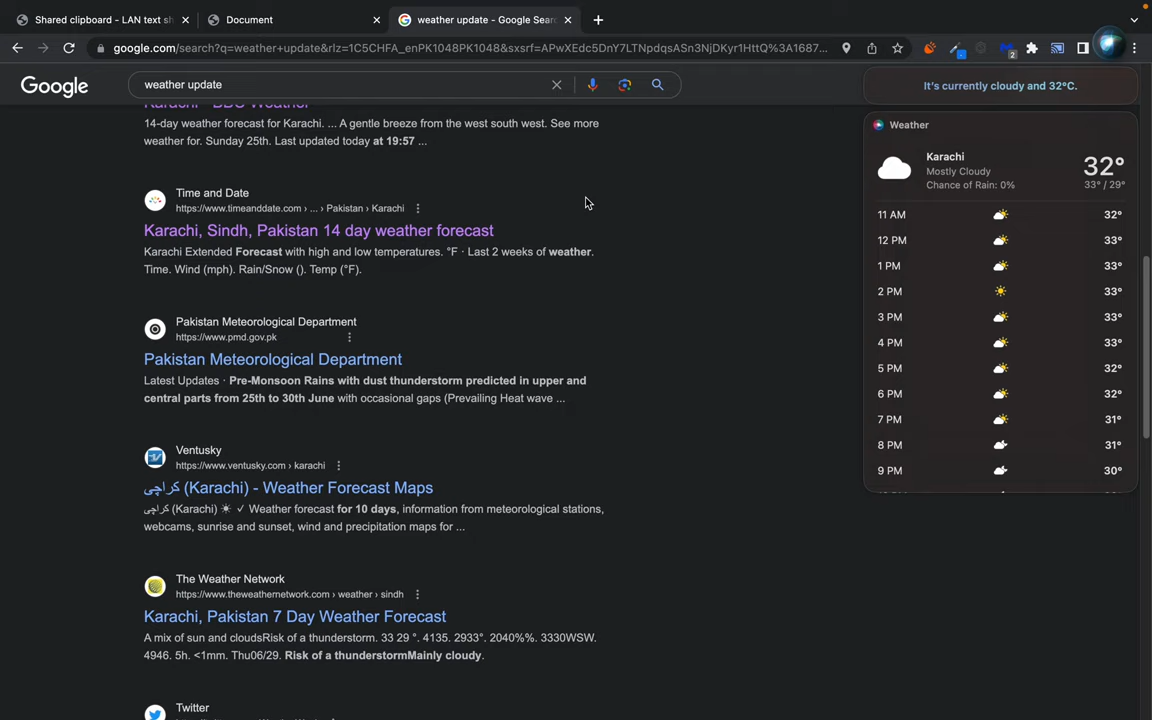 Shared clipboard - LAN text sh
Document
weather update - Google Sear
google.com/search?q=weather+update&rlz=1C5CHFA_enPK1048PK1048&sxsrf=APwXEdc5DnY7LTNpdqsASn3NjDKyr1HttQ%3A1687...
2
Google
weather update
It's currently cloudy and 32°C.
Karachi - BBC Weather
14-day weather forecast for Karachi. ... A gentle breeze from the west south west. See more
weather for. Sunday 25th. Last updated today at 19:57 ...
Time and Date
https://www.timeanddate.com › ... › Pakistan › Karachi
Karachi, Sindh, Pakistan 14 day weather forecast
Karachi Extended Forecast with high and low temperatures. °F · Last 2 weeks of weather.
Time. Wind (mph). Rain/Snow (). Temp (°F).
Pakistan Meteorological Department
https://www.pmd.gov.pk
Pakistan Meteorological Department
Latest Updates · Pre-Monsoon Rains with dust thunderstorm predicted in upper and
central parts from 25th to 30th June with occasional gaps (Prevailing Heat wave ...
Ventusky
https://www.ventusky.com › karachi
کراچی (Karachi) - Weather Forecast Maps
کراچی (Karachi) ☀ ✓ Weather forecast for 10 days, information from meteorological stations,
webcams, sunrise and sunset, wind and precipitation maps for ...
The Weather Network
https://www.theweathernetwork.com › weather › sindh
Karachi, Pakistan 7 Day Weather Forecast
A mix of sun and cloudsRisk of a thunderstorm. 33 29 °. 4135. 2933°. 2040%%. 3330WSW.
4946. 5h. <1mm. Thu06/29. Risk of a thunderstormMainly cloudy.
Twitter
Weather
Karachi
Mostly Cloudy
Chance of Rain: 0%
32°
33° / 29°
11 AM 32°
12 PM 33°
1 PM 33°
2 PM 33°
3 PM 33°
4 PM 33°
5 PM 32°
6 PM 32°
7 PM 31°
8 PM 31°
9 PM 30°